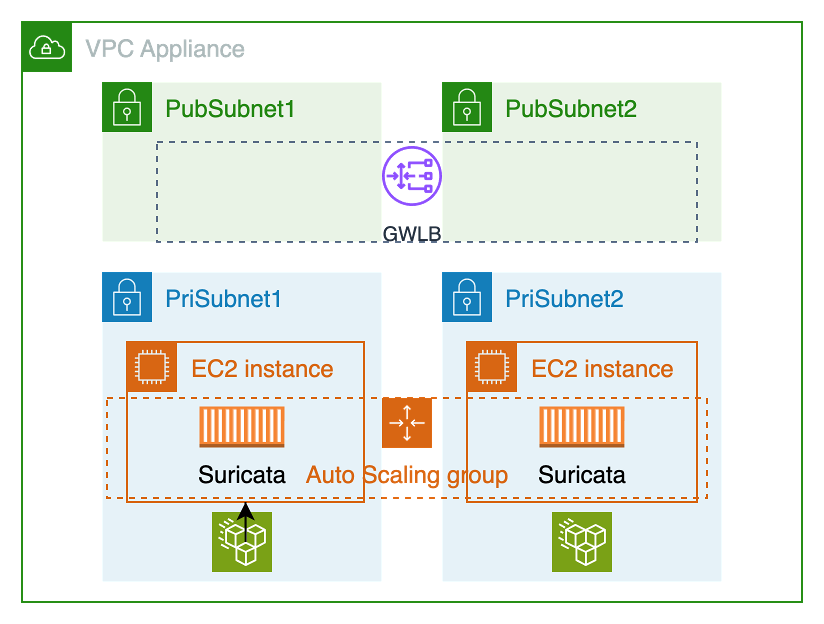 VPC Appliance
PubSubnet1
PubSubnet2
GWLB
PriSubnet1
PriSubnet2
EC2 instance
EC2 instance
Suricata
Auto Scaling group
Suricata